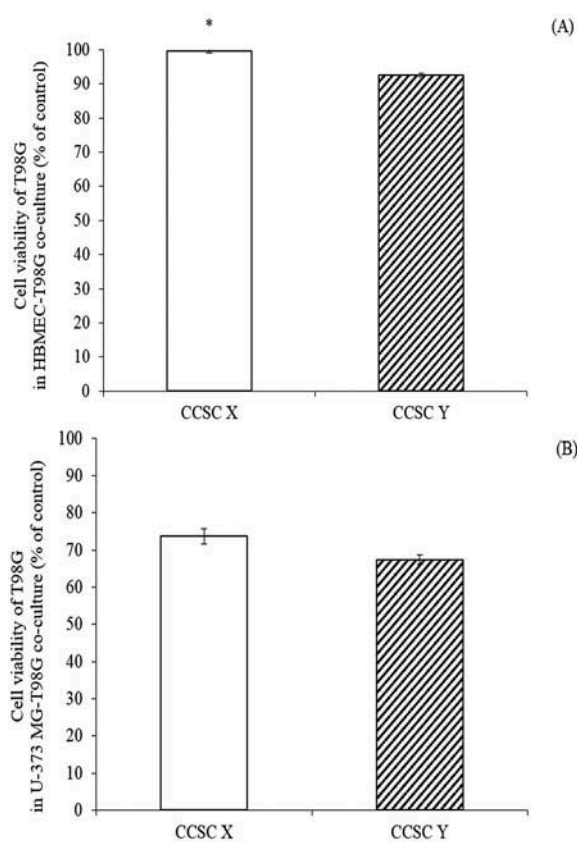 (A)
*
Cell viability of T98G
in HBMEC-T98G co-culture (% of control)
100
90
80
70
60
50
40
30
20
10
0
CCSC X
CCSC Y
(B)
Cell viability of T98G
in U-373 MG-T98G co-culture (% of control)
100
90
80
70
60
50
40
30
20
10
0
CCSC X
CCSC Y